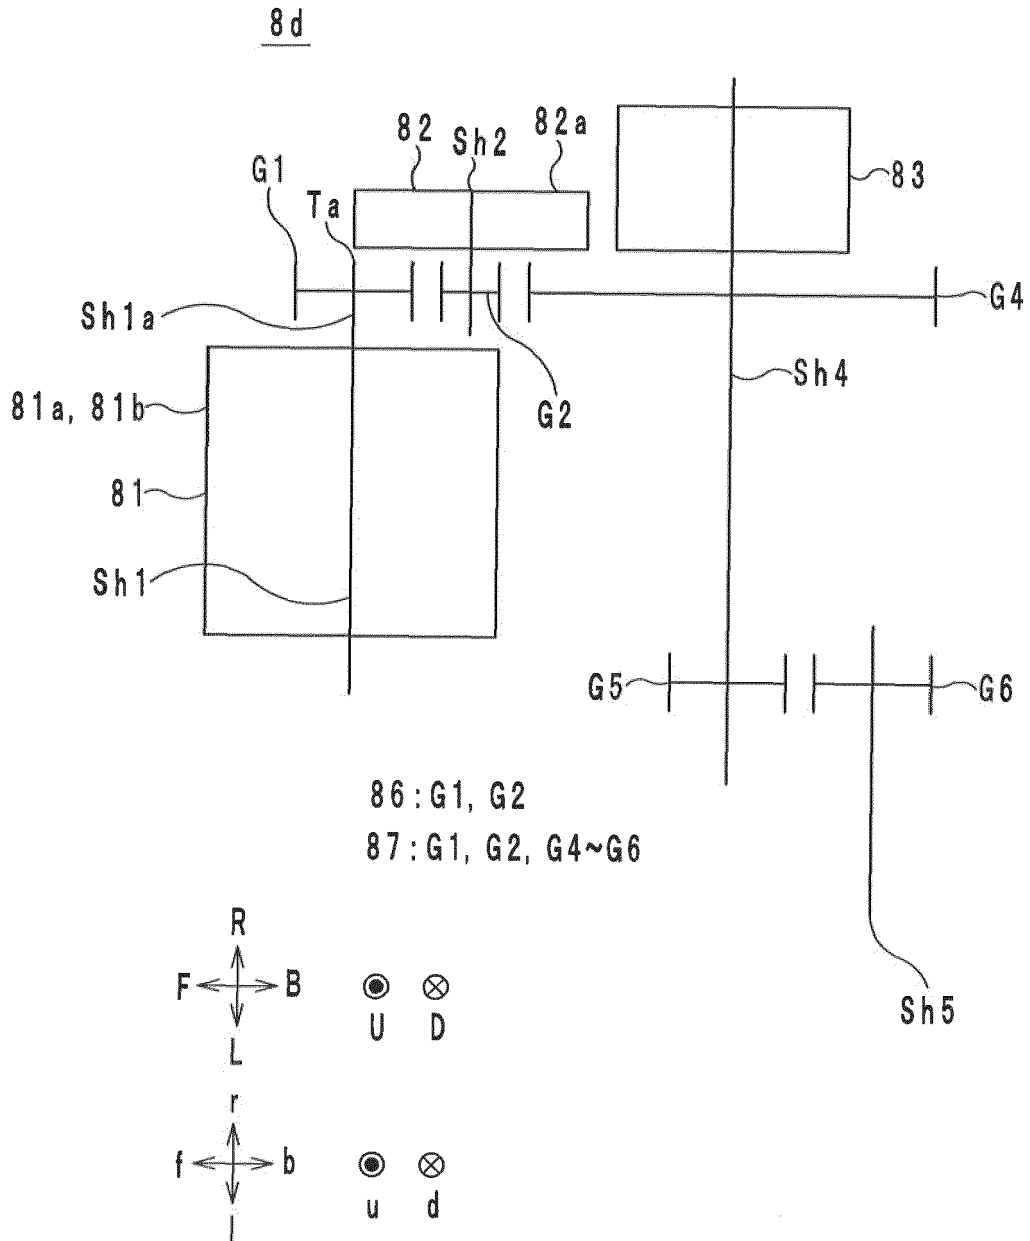 8d
82
Sh2
82a
G1
Ta
83
Sh1a
G4
Sh4
81a, 81b
G2
81
Sh1
G5
G6
86:G1, G2
87:G1, G2, G4~G6
R
F
B
U
D
L
Sh5
r
f
b
u
d
l